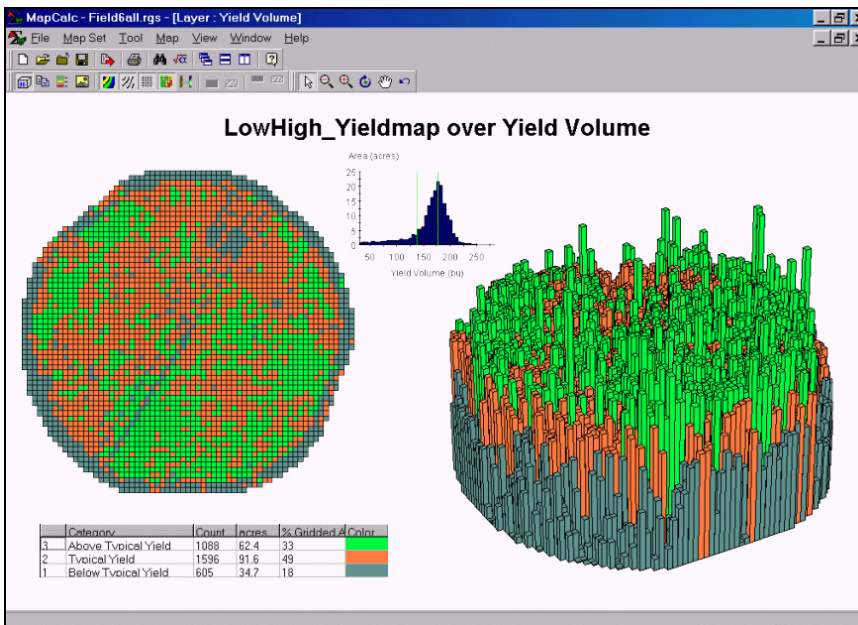 MapCalc - Field6all.rgs - [Layer : Yield Volume]
File Map Set Tool Map View Window Help
LowHigh_Yieldmap over Yield Volume
Area (acres)
25
20
15
10
5
0
50 100 150 200 250
Yield Volume (bu)
Category Count acres % Gridded A Color
3 Above Typical Yield 1088 62.4 33
2 Typical Yield 1596 91.6 49
1 Below Typical Yield 605 34.7 18